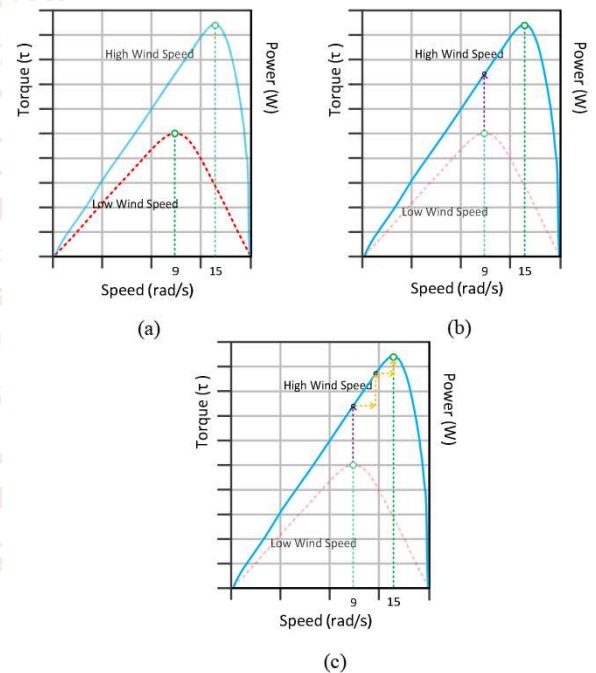 Torque (τ)
High Wind Speed
Low Wind Speed
Power (W)
9
15
Speed (rad/s)
(a)
Torque (τ)
High Wind Speed
Low Wind Speed
Power (W)
9
15
Speed (rad/s)
(b)
Torque (τ)
High Wind Speed
Low Wind Speed
Power (W)
9
15
Speed (rad/s)
(c)